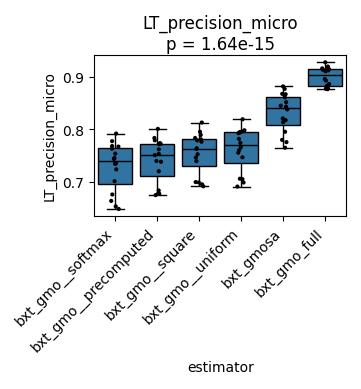 LT_precision_micro
p = 1.64e-15
LT_precision_micro
0.9
0.8
0.7
bxt_gmo__softmax
bxt_gmo__precomputed
bxt_gmo__square
bxt_gmo__uniform
bxt_gmosa
bxt_gmo_full
estimator